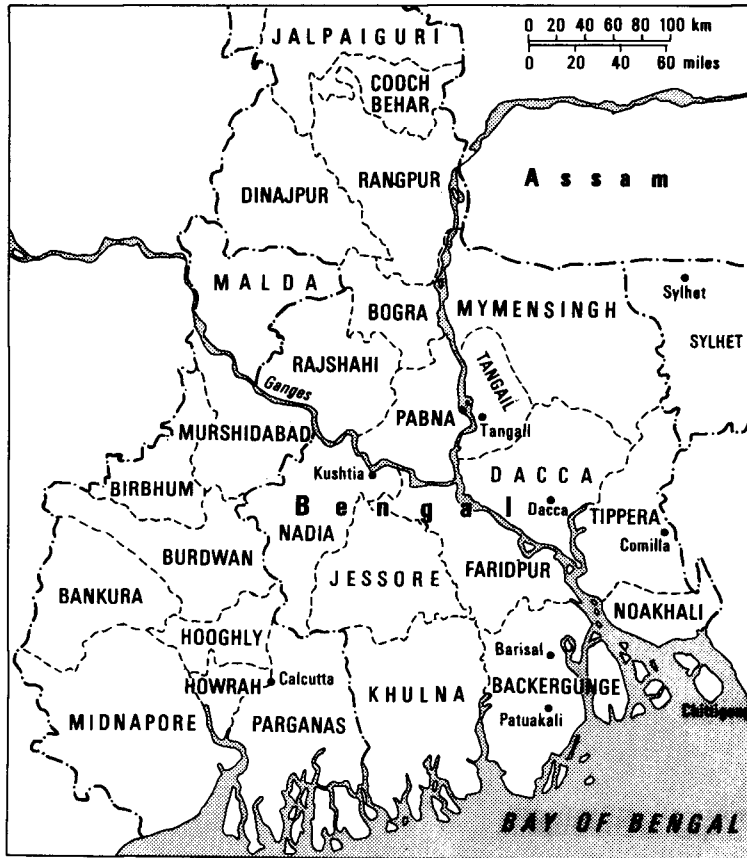 JALPAIGURI
0 20 40 60 80 100 km
0 20 40 60 miles
COOCH
BEHAR
DINAJPUR
RANGPUR
Assam
MALDA
BOGRA
MYMENSINGH
Sylhet
SYLHET
RAJSHAHI
TANGAIL
Ganges
PABNA
Tangail
MURSHIDABAD
Kushtia
DACCA
BIRBHUM
Bengal
Dacca
TIPPERA
NADIA
Comilla
BURDWAN
JESSORE
FARIDPUR
BANKURA
NOAKHALI
HOOGHLY
Barisal
HOWRAH
Calcutta
KHULNA
BACKERGUNGE
MIDNAPORE
PARGANAS
Patuakali
Chittagong
BAY OF BENGAL